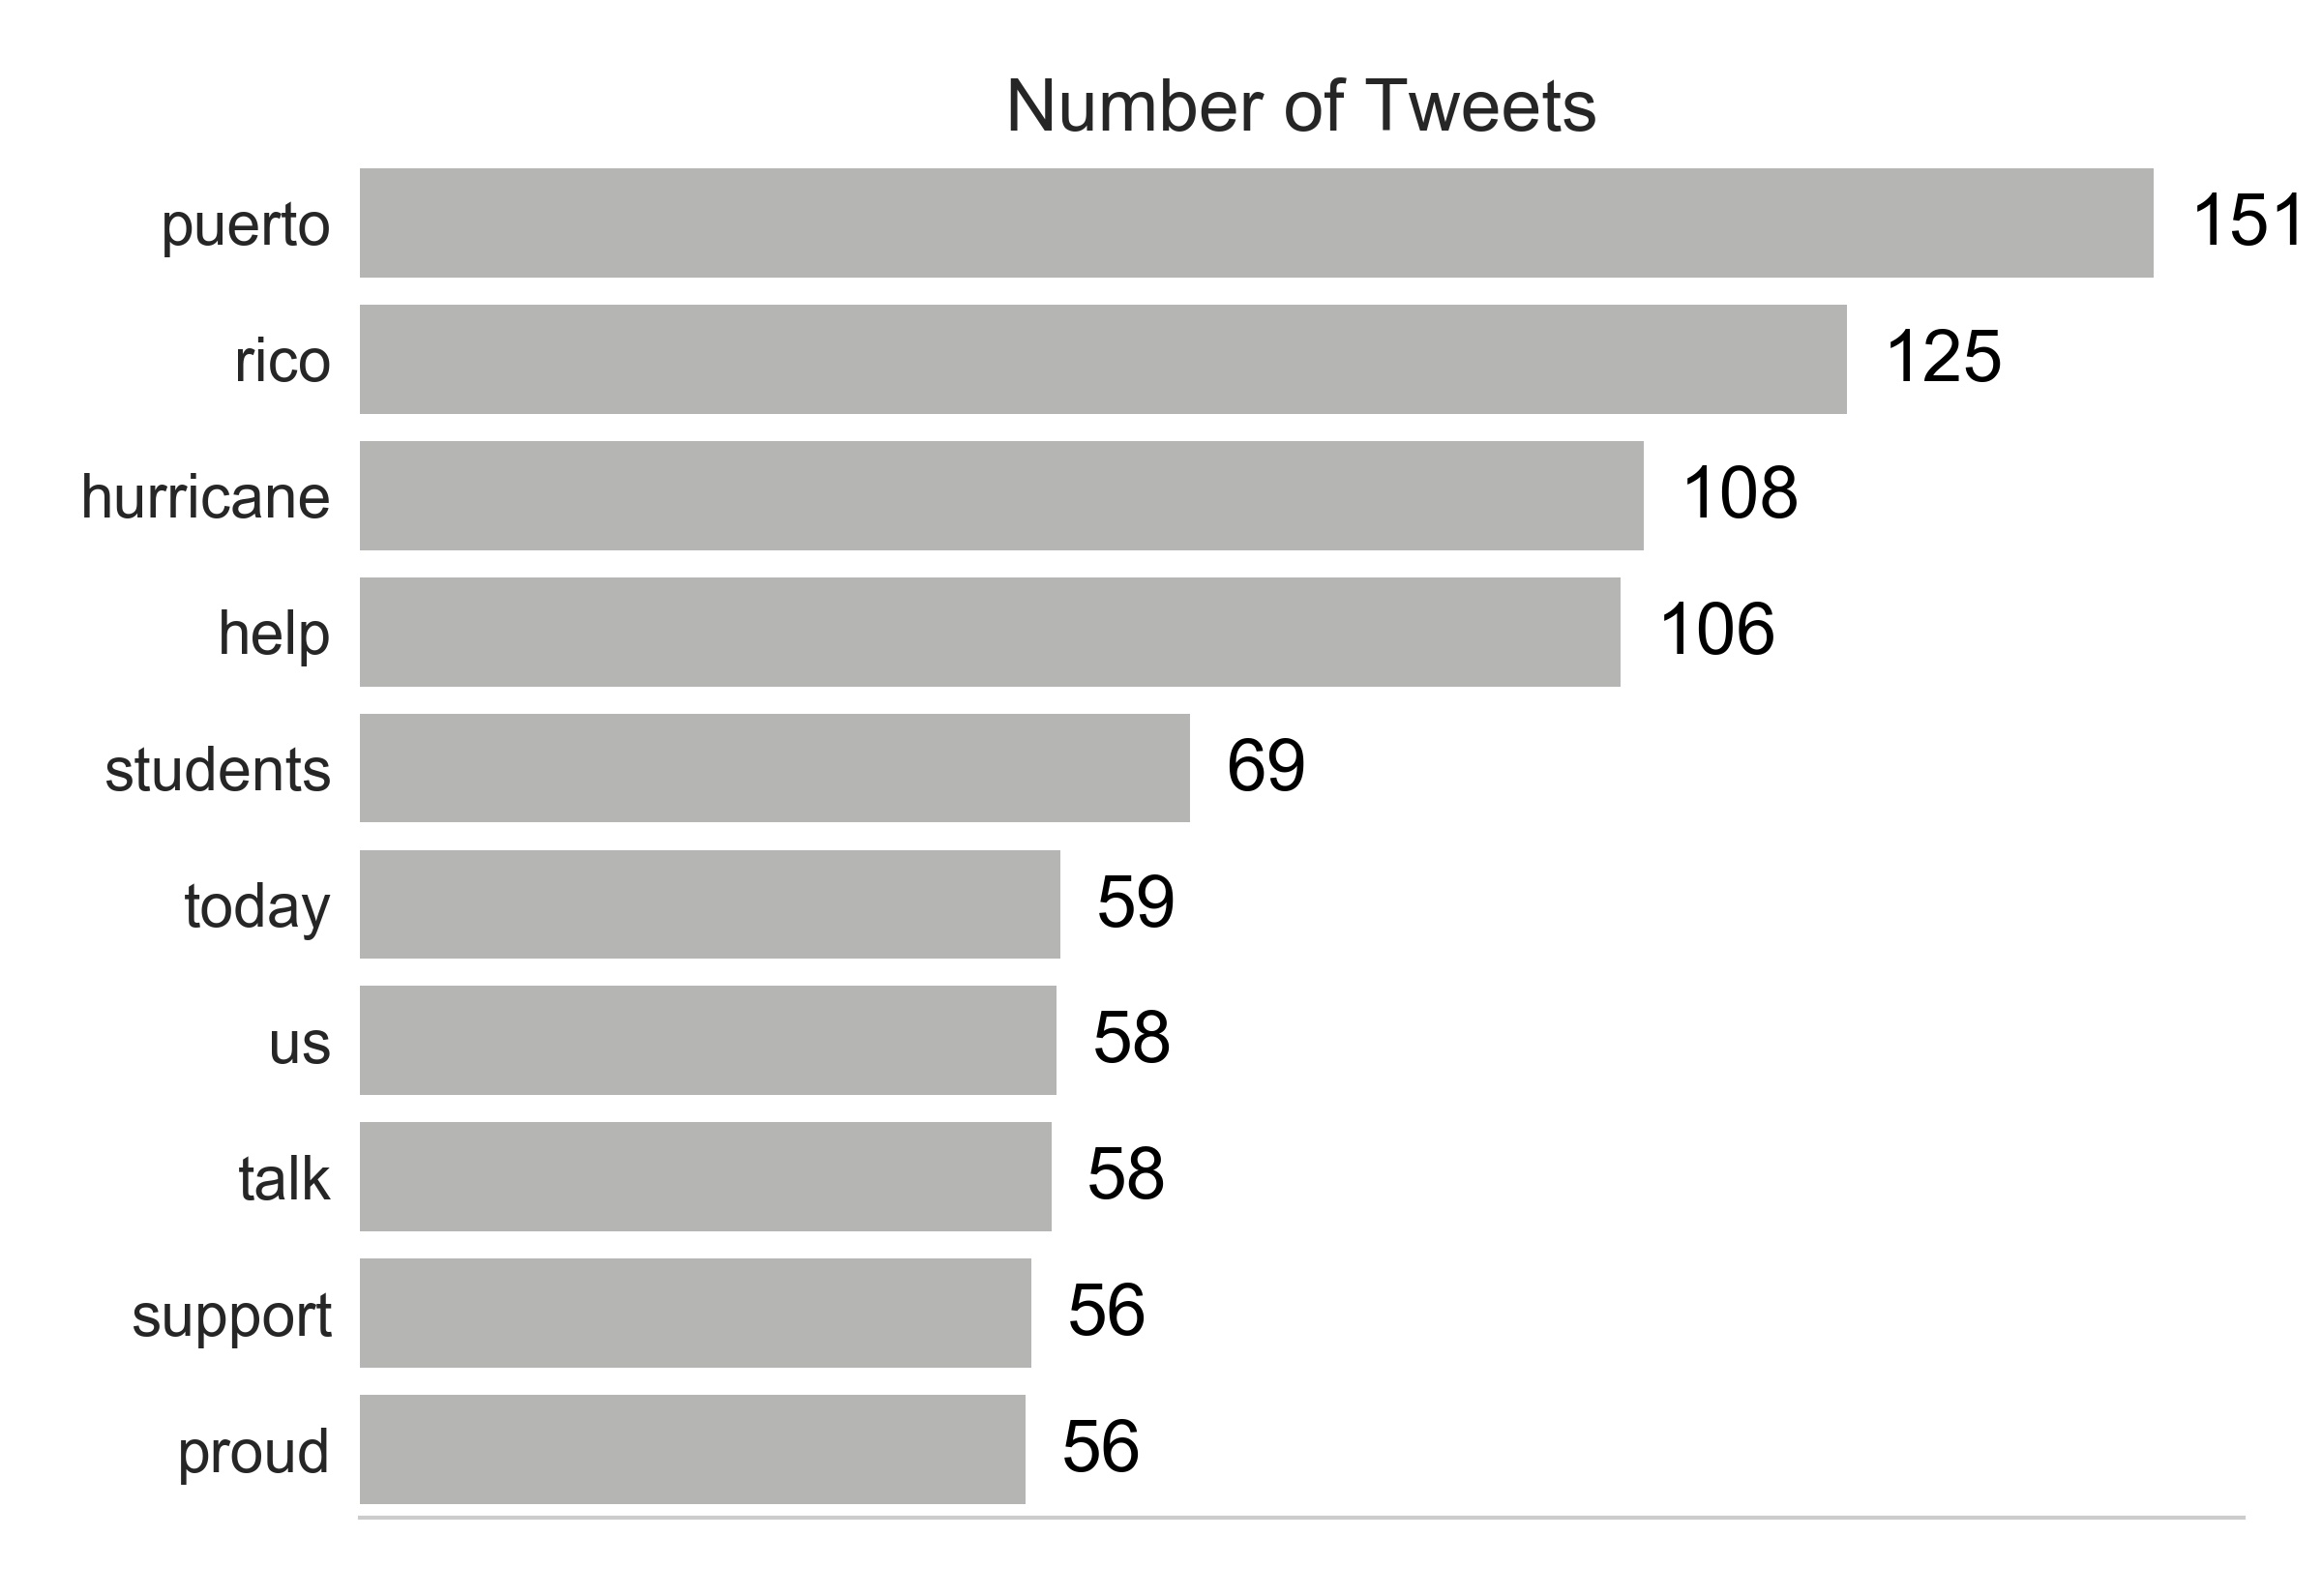 Number of Tweets
puerto 151
rico 125
hurricane 108
help 106
students 69
today 59
us 58
talk 58
support 56
proud 56